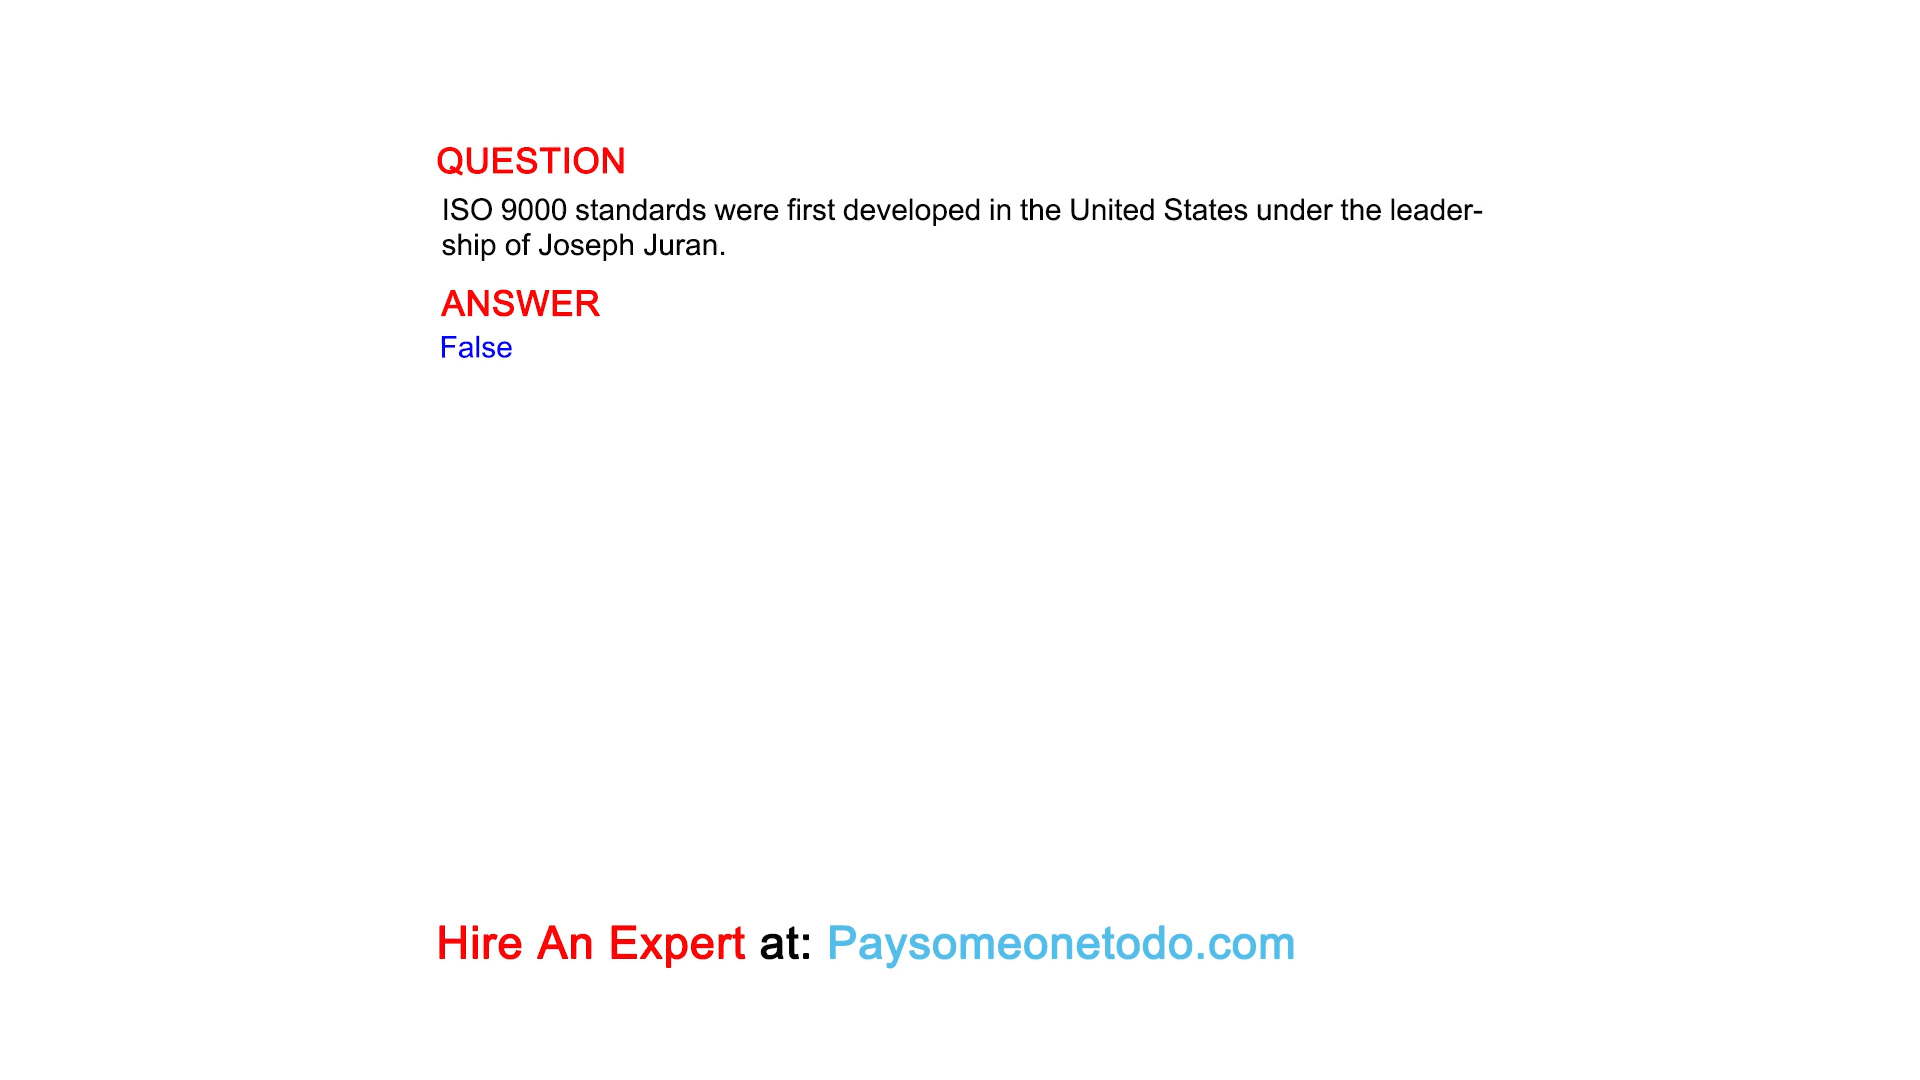 QUESTION
ISO 9000 standards were first developed in the United States under the leader-
ship of Joseph Juran.
ANSWER
False
Hire An Expert at: Paysomeonetodo.com